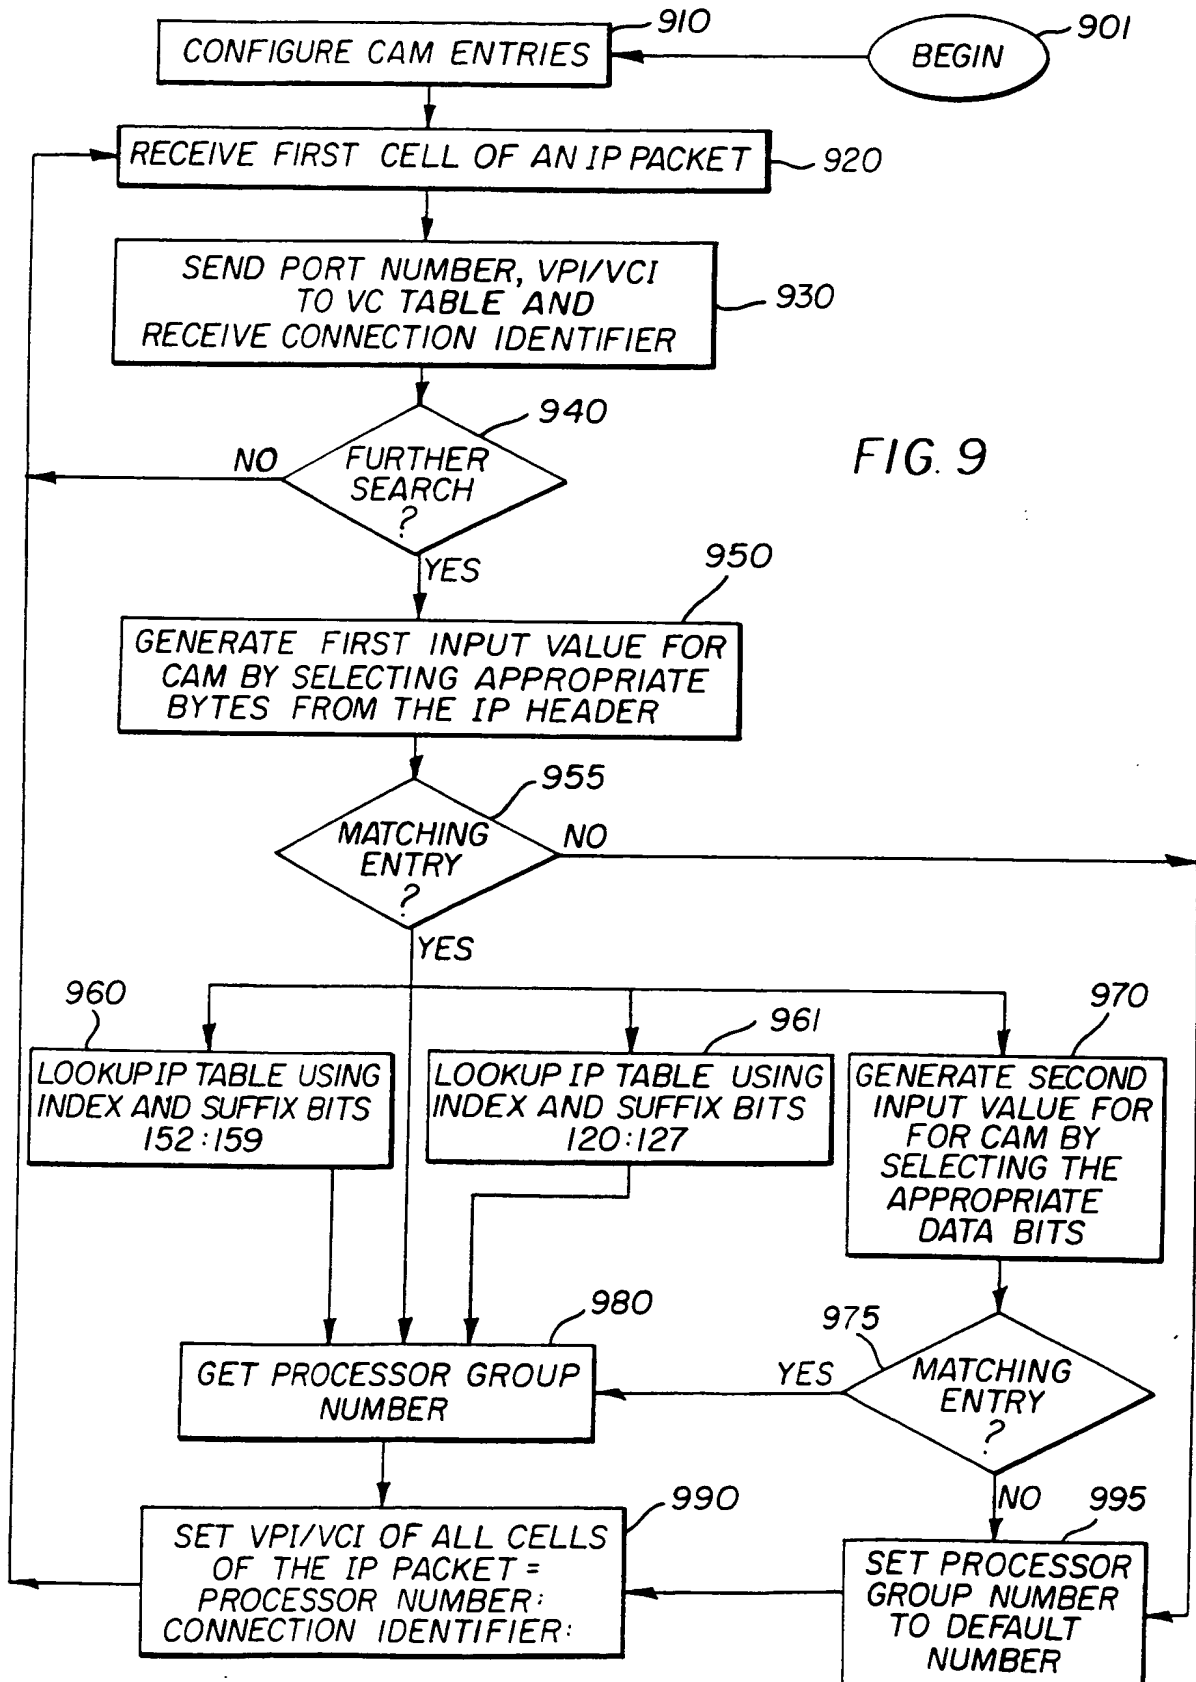 910
CONFIGURE CAM ENTRIES
BEGIN
901
RECEIVE FIRST CELL OF AN IP PACKET
920
SEND PORT NUMBER, VPI/VCI
TO VC TABLE AND
RECEIVE CONNECTION IDENTIFIER
930
940
NO
FURTHER
SEARCH
?
YES
FIG. 9
950
GENERATE FIRST INPUT VALUE FOR
CAM BY SELECTING APPROPRIATE
BYTES FROM THE IP HEADER
955
MATCHING
ENTRY
?
NO
YES
960
LOOKUP IP TABLE USING
INDEX AND SUFFIX BITS
152:159
961
LOOKUP IP TABLE USING
INDEX AND SUFFIX BITS
120:127
970
GENERATE SECOND
INPUT VALUE FOR
FOR CAM BY
SELECTING THE
APPROPRIATE
DATA BITS
975
MATCHING
ENTRY
?
YES
NO
980
GET PROCESSOR GROUP
NUMBER
990
SET VPI/VCI OF ALL CELLS
OF THE IP PACKET =
PROCESSOR NUMBER:
CONNECTION IDENTIFIER:
995
SET PROCESSOR
GROUP NUMBER
TO DEFAULT
NUMBER